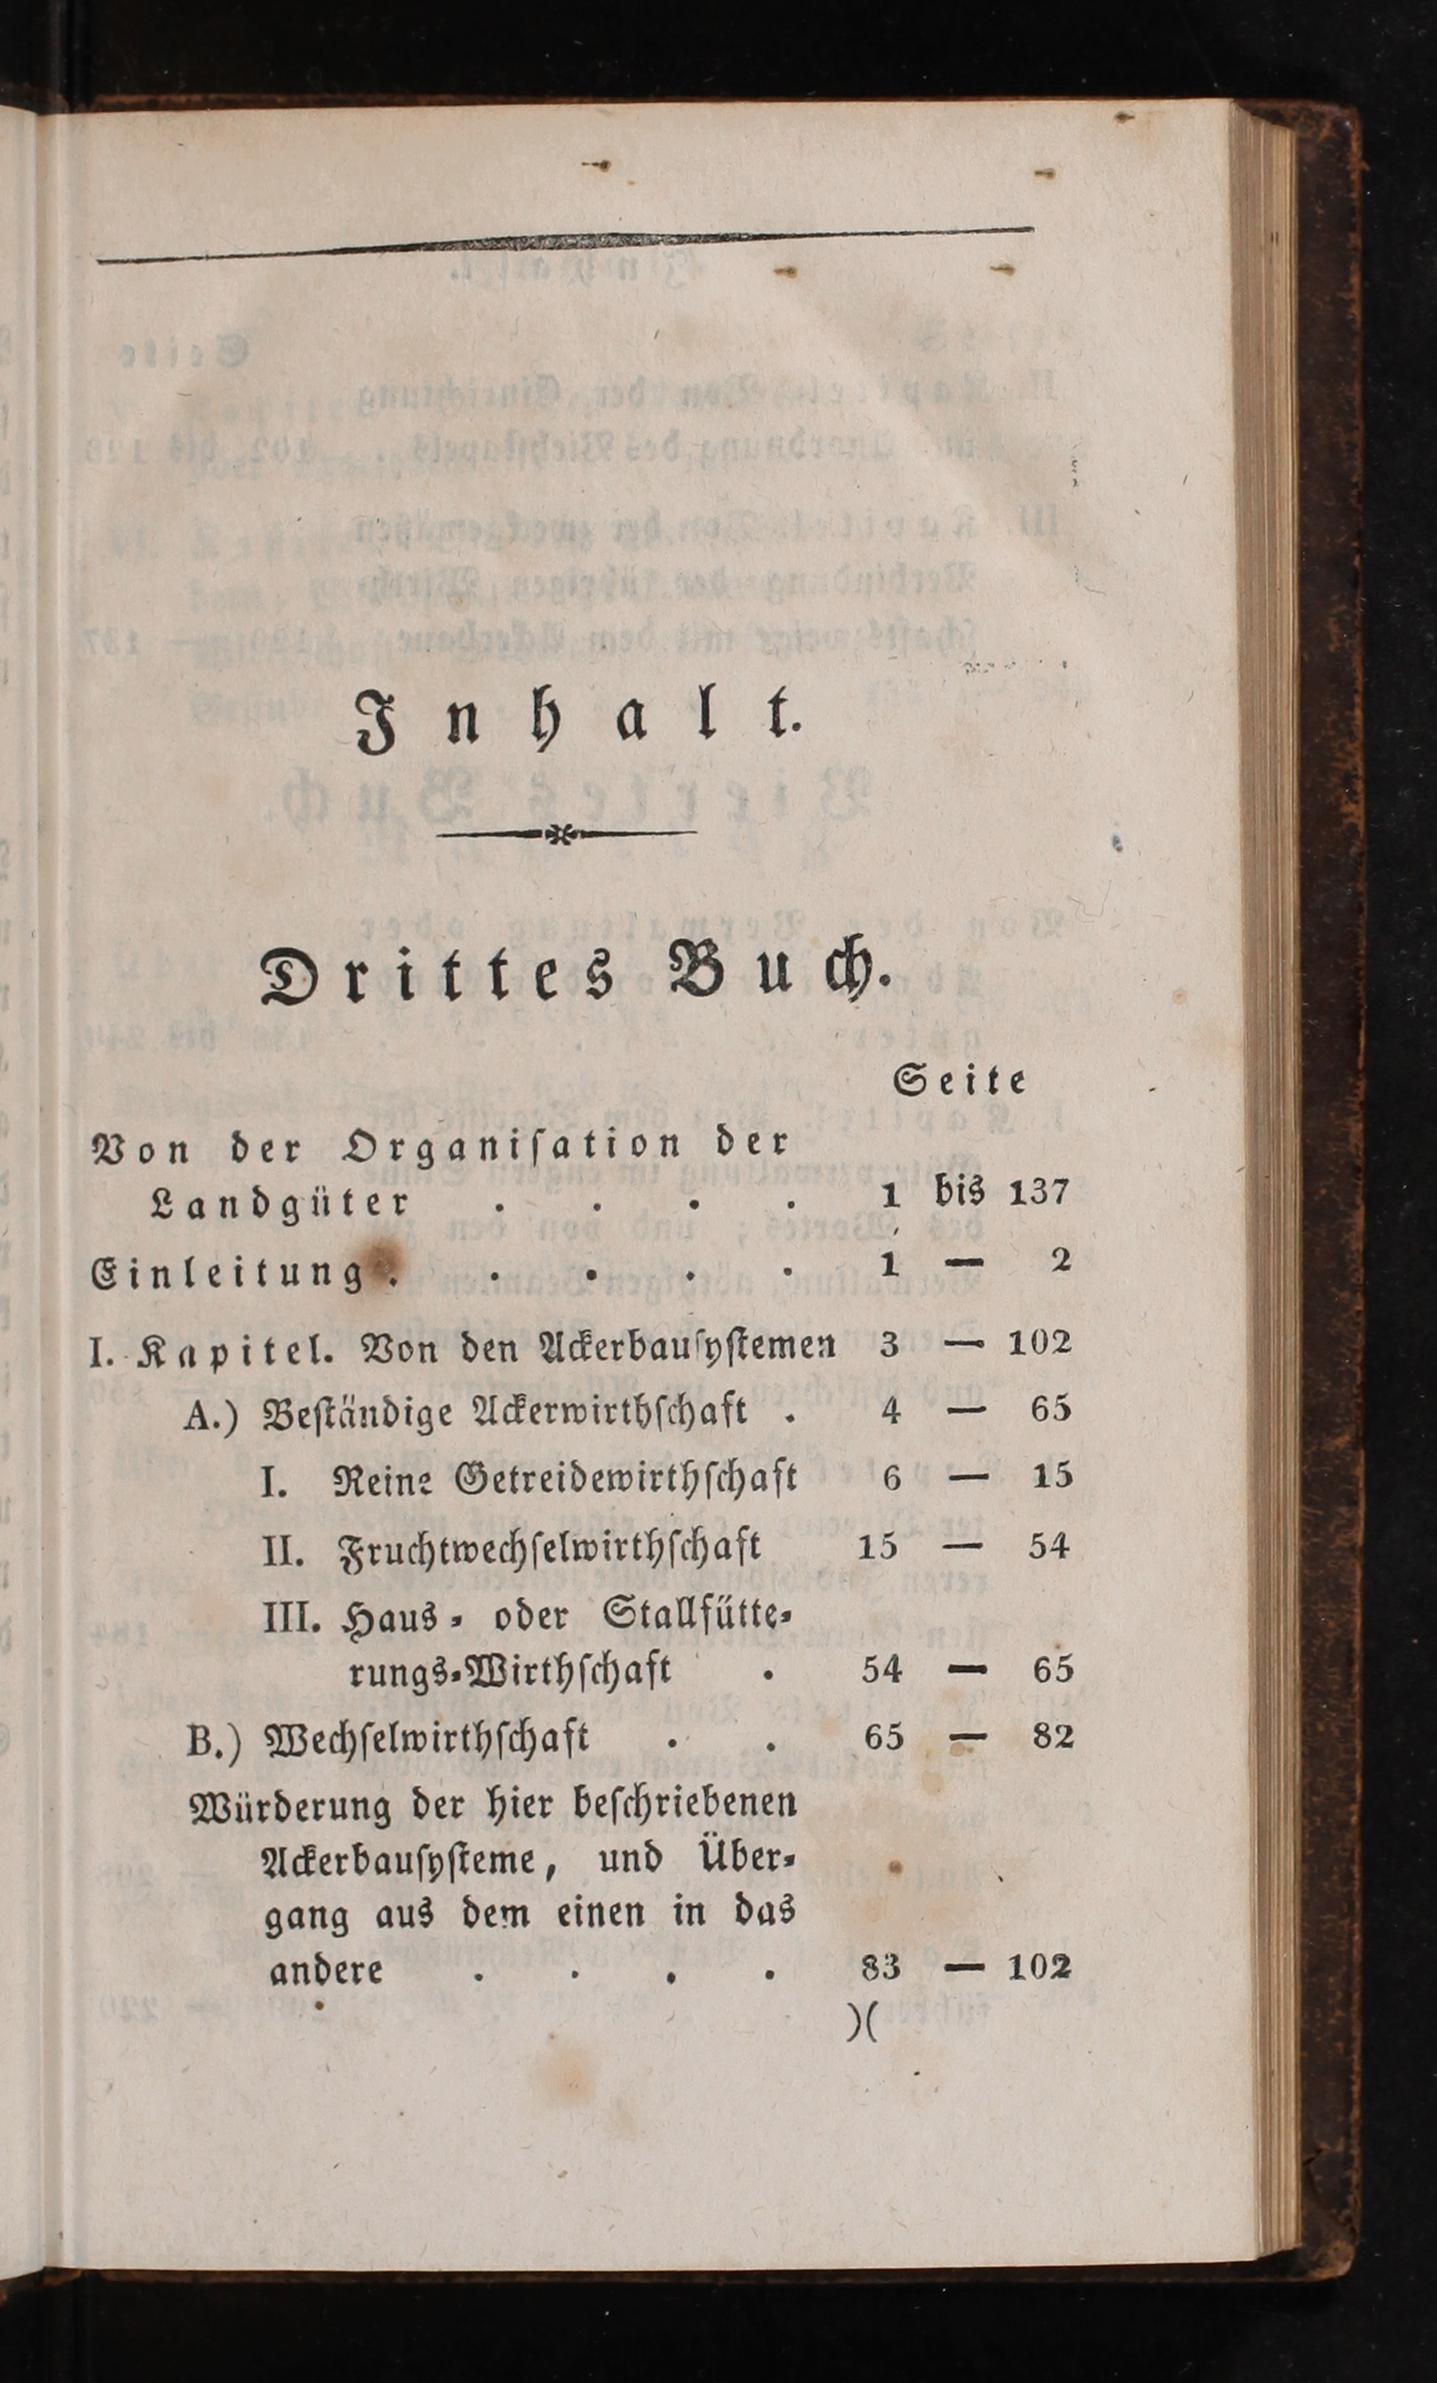 Inhalt.
Drittes Buch.
Seite
Von der Organiſation der
Landgüter . . . . 1 bis 137
Einleitung . . . . . 1 — 2
I. Kapitel. Von den Ackerbauſyſtemen 3 — 102
A.) Beſtändige Ackerwirthſchaft . 4 — 65
I. Reine Getreidewirthſchaft 6 — 15
II. Fruchtwechſelwirthſchaft 15 — 54
III. Haus- oder Stallfütte-
rungs-Wirthſchaft . 54 — 65
B.) Wechſelwirthſchaft . . 65 — 82
Würderung der hier beſchriebenen
Ackerbauſyſteme, und Über-
gang aus dem einen in das
andere . . . . 83 — 102
)(